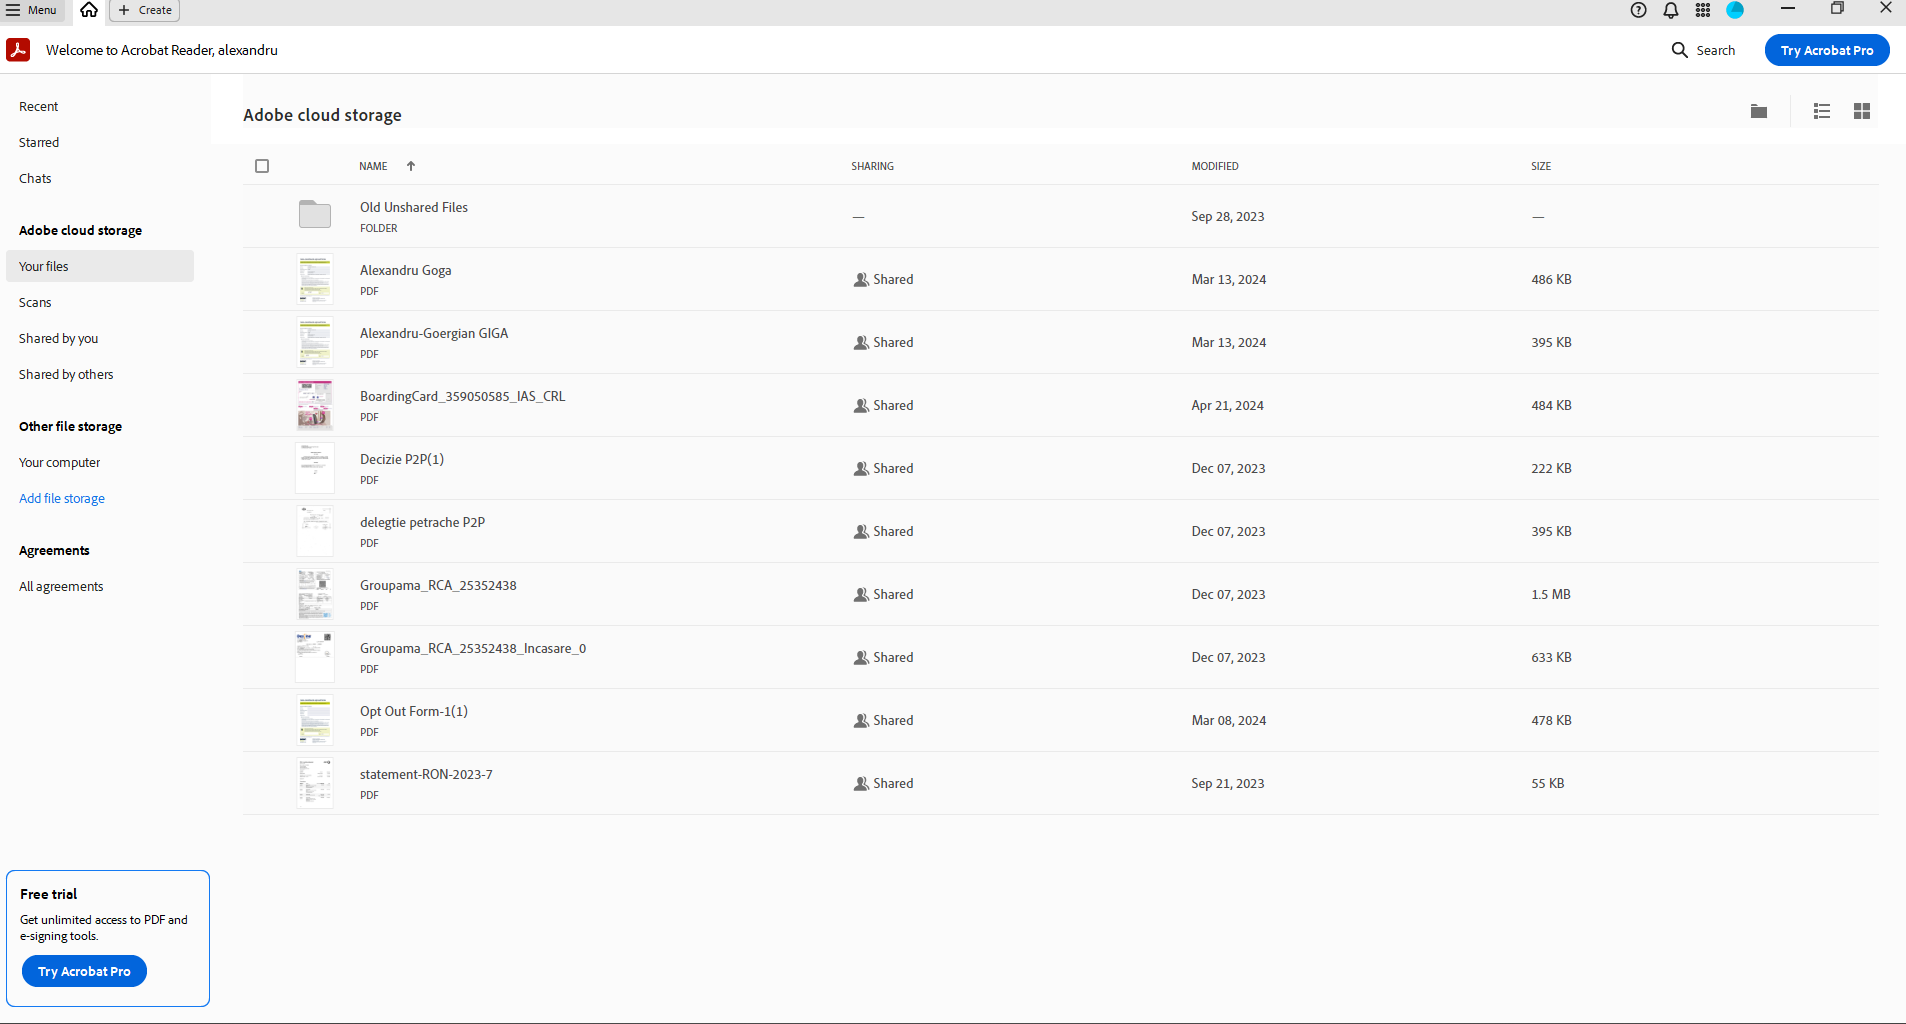 Menu
Create
Welcome to Acrobat Reader, alexandru
Search
Try Acrobat Pro
Recent
Starred
Chats
Adobe cloud storage
Your files
Scans
Shared by you
Shared by others
Other file storage
Your computer
Add file storage
Agreements
All agreements
Free trial
Get unlimited access to PDF and
e-signing tools.
Try Acrobat Pro
Adobe cloud storage
NAME SHARING MODIFIED SIZE
Old Unshared Files
FOLDER
— Sep 28, 2023 —
Alexandru Goga
PDF
Shared Mar 13, 2024 486 KB
Alexandru-Goergian GIGA
PDF
Shared Mar 13, 2024 395 KB
BoardingCard_359050585_IAS_CRL
PDF
Shared Apr 21, 2024 484 KB
Decizie P2P(1)
PDF
Shared Dec 07, 2023 222 KB
delegtie petrache P2P
PDF
Shared Dec 07, 2023 395 KB
Groupama_RCA_25352438
PDF
Shared Dec 07, 2023 1.5 MB
Groupama_RCA_25352438_Incasare_0
PDF
Shared Dec 07, 2023 633 KB
Opt Out Form-1(1)
PDF
Shared Mar 08, 2024 478 KB
statement-RON-2023-7
PDF
Shared Sep 21, 2023 55 KB